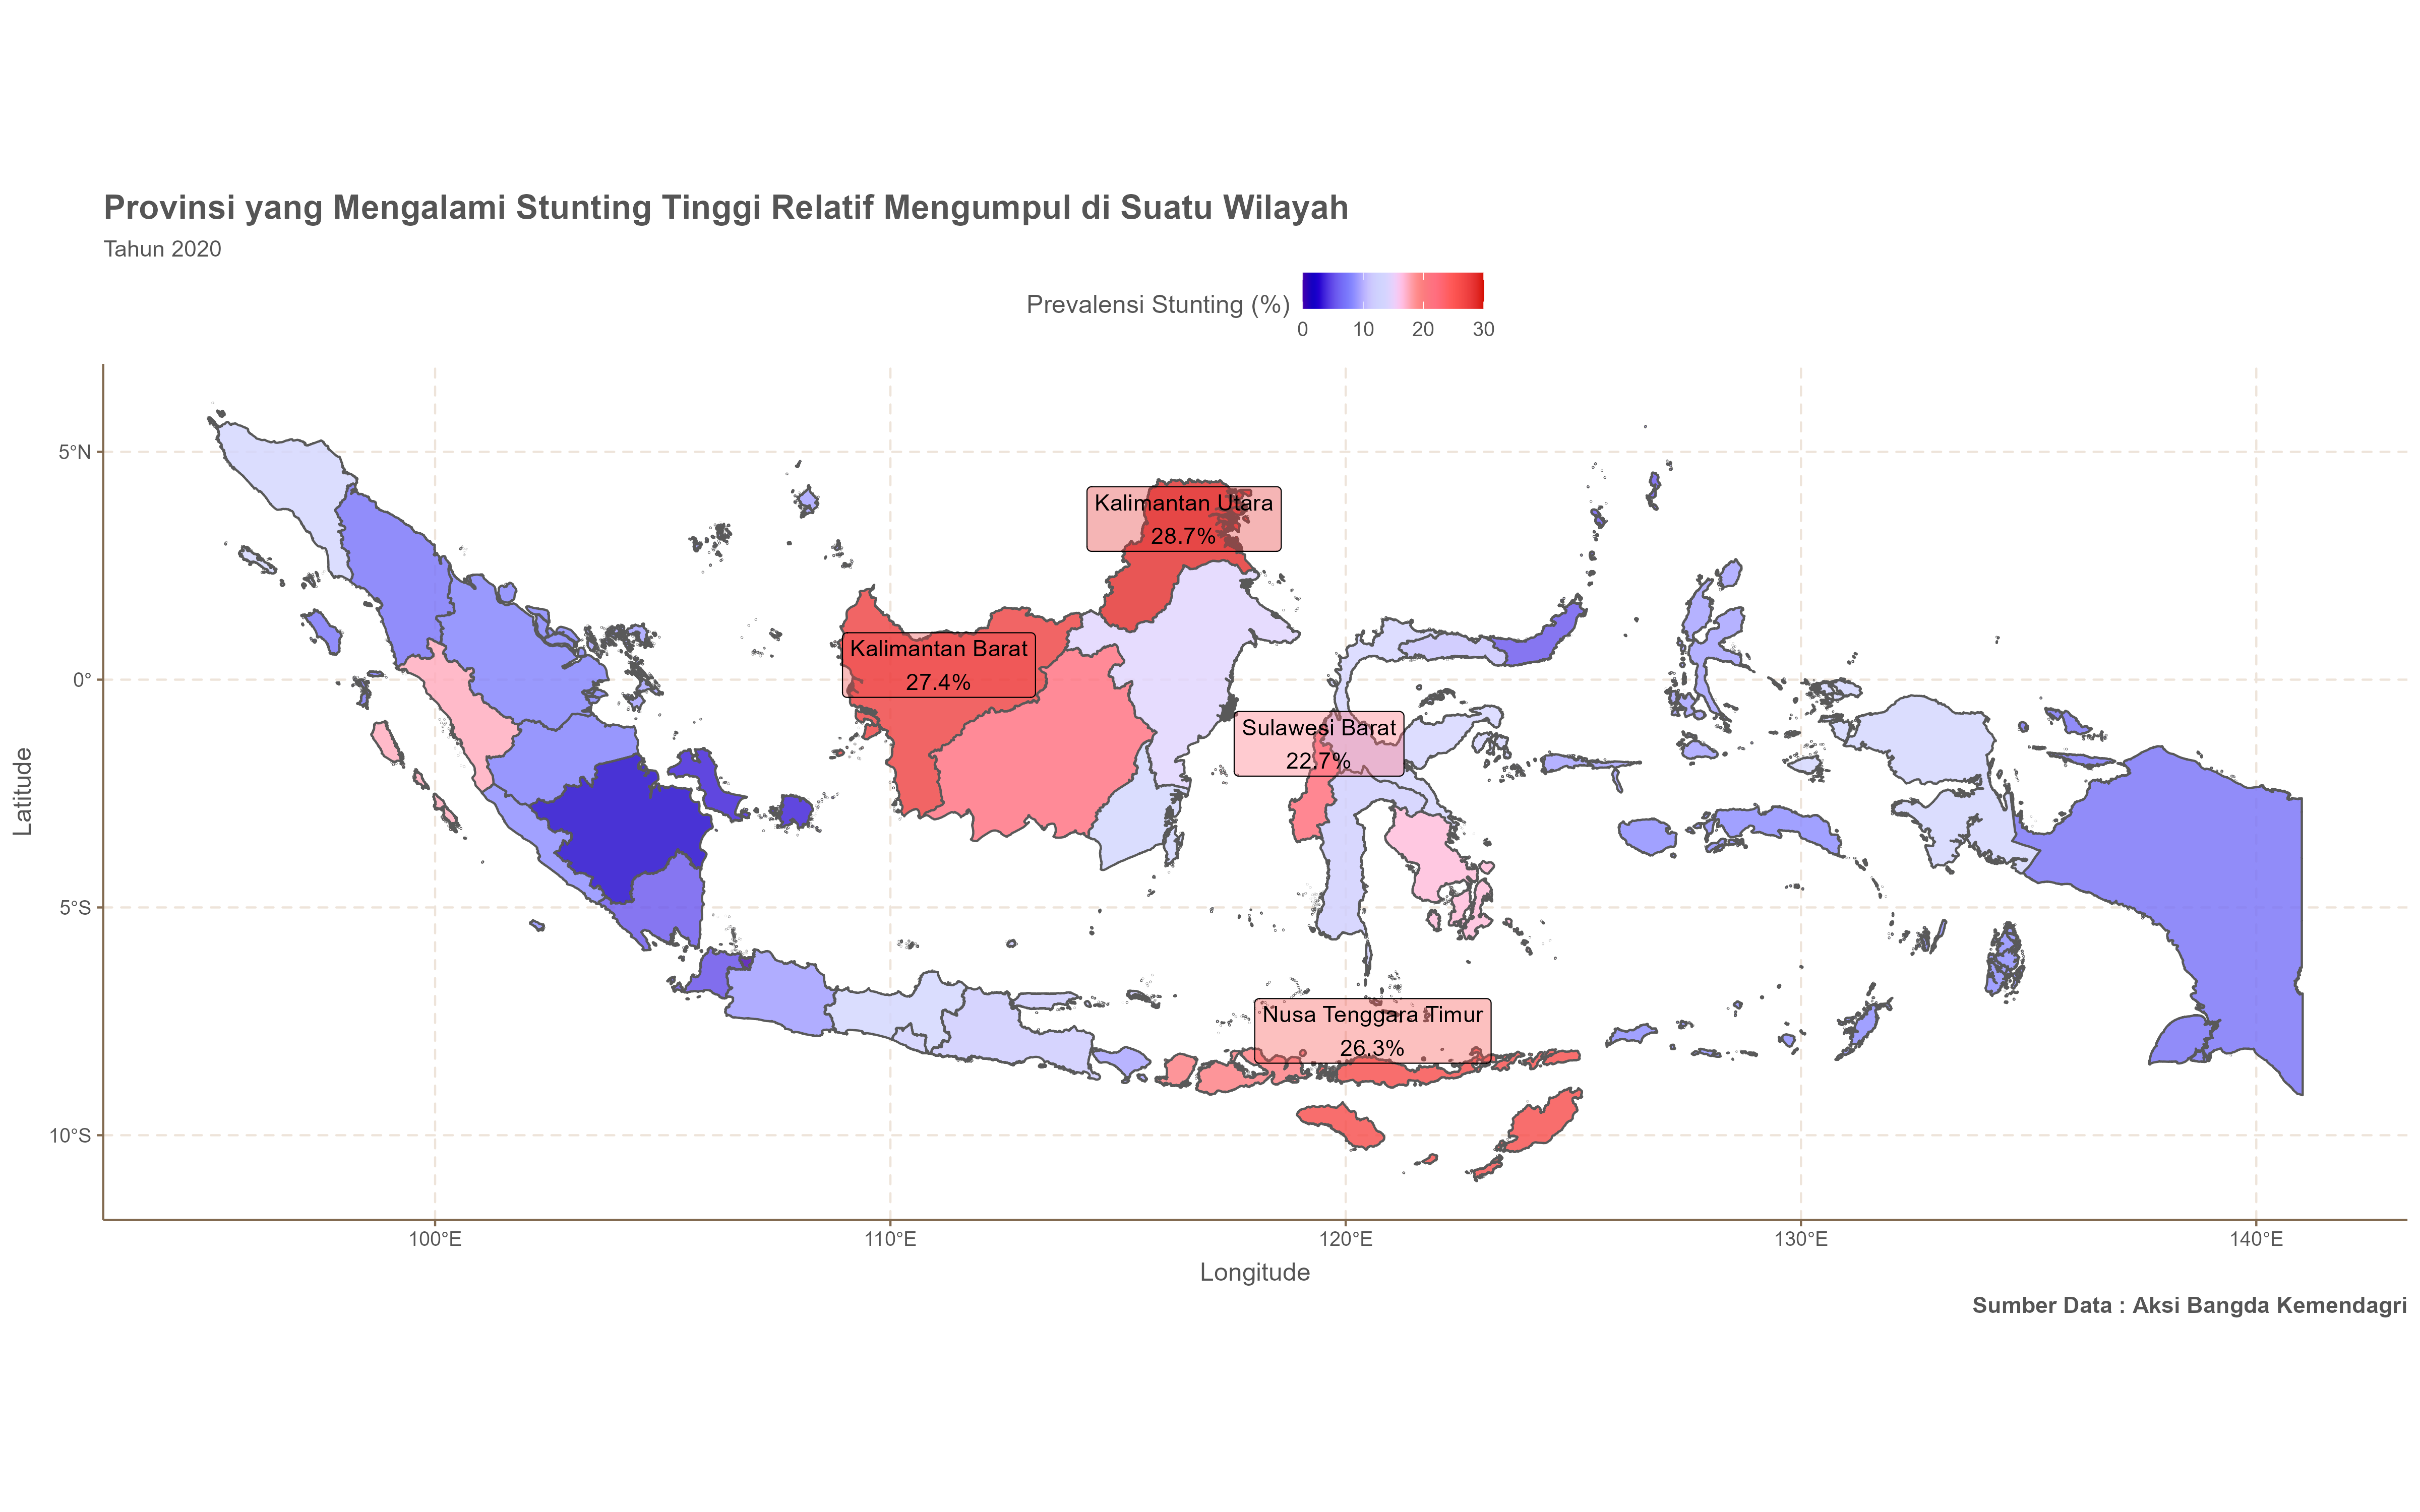 Provinsi yang Mengalami Stunting Tinggi Relatif Mengumpul di Suatu Wilayah
Tahun 2020
Prevalensi Stunting (%)
0 10 20 30
5°N
0°
5°S
10°S
Latitude
Kalimantan Utara
28.7%
Kalimantan Barat
27.4%
Sulawesi Barat
22.7%
Nusa Tenggara Timur
26.3%
100°E 110°E 120°E 130°E 140°E
Longitude
Sumber Data : Aksi Bangda Kemendagri